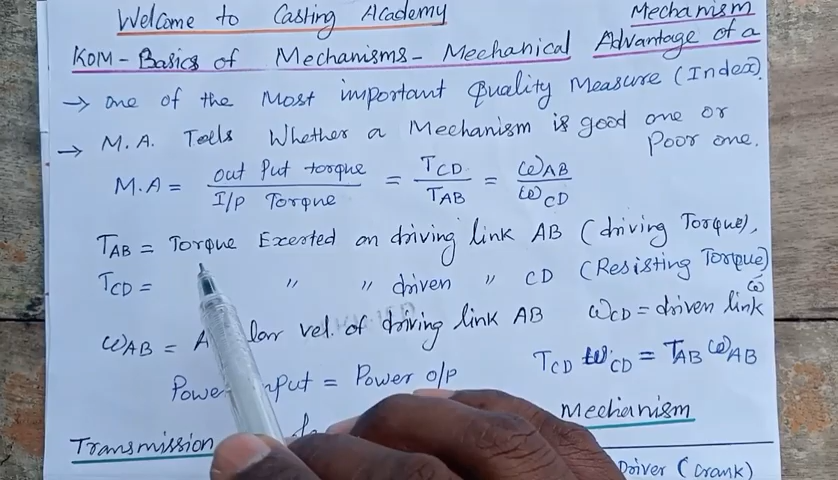 Welcome to Casting Academy
KOM - Basics of Mechanisms - Mechanical Advantage of a Mechanism
→ one of the Most important Quality Measure (Index).
→ M.A. Tells Whether a Mechanism is good one or Poor one.
M.A = out Put torque / I/p Torque = TCD / TAB = ωAB / ωCD
TAB = Torque Exerted on driving link AB (driving Torque),
TCD = " " driven " CD (Resisting Torque)
ωAB = vel. of driving link AB ωCD = driven link ω
Power = Power o/p TCD ωCD = TAB ωAB
Transmission Mechanism
Driver (Crank)